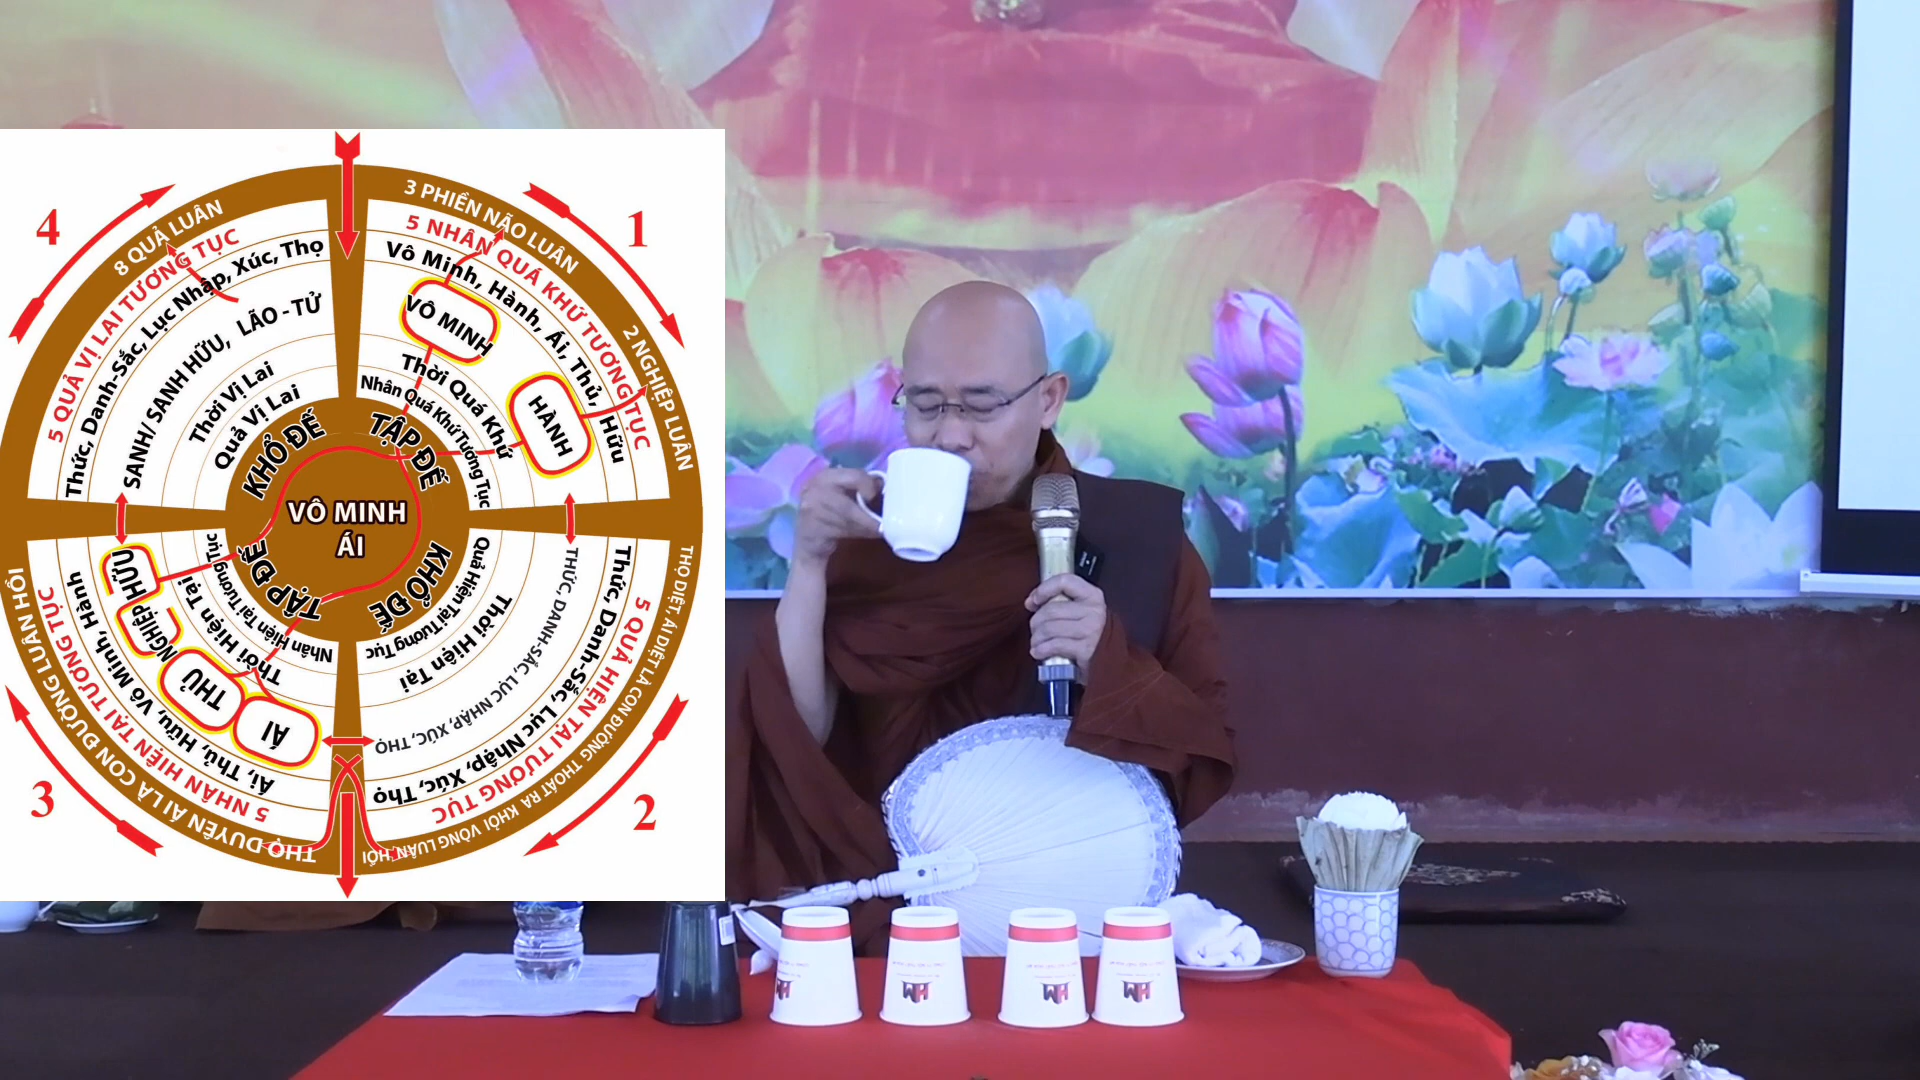 4
1
8 QUẢ LUÂN
3 PHIỀN NÃO LUÂN
5 QUẢ VỊ LAI TƯƠNG TỤC
5 NHÂN QUÁ KHỨ TƯƠNG TỤC
Thức, Danh-Sắc, Lục Nhập, Xúc, Thọ
Vô Minh, Hành, Ái, Thủ, Hữu
2 NGHIỆP LUÂN
SANH/ SANH HỮU, LÃO - TỬ
VÔ MINH
HÀNH
Thời Vị Lai
Quả Vị Lai
Thời Quá Khứ
Nhân Quá Khứ Tương Tục
KHỔ ĐẾ
TẬP ĐẾ
VÔ MINH
ÁI
TẬP ĐẾ
KHỔ ĐẾ
Nhân Hiện Tại Tương Tục
Thời Hiện Tại
Quả Hiện Tại Tương Tục
Thời Hiện Tại
ÁI
THỦ
NGHIỆP HỮU
THỨC, DANH-SẮC, LỤC NHẬP, XÚC, THỌ
Ái, Thủ, Hữu, Vô Minh, Hành
Thức, Danh-Sắc, Lục Nhập, Xúc, Thọ
5 NHÂN HIỆN TẠI TƯƠNG TỤC
5 QUẢ HIỆN TẠI TƯƠNG TỤC
THỌ DUYÊN ÁI LÀ CON ĐƯỜNG LUÂN HỒI
THỌ DIỆT, ÁI DIỆT LÀ CON ĐƯỜNG THOÁT RA KHỎI VÒNG LUÂN HỒI
3
2